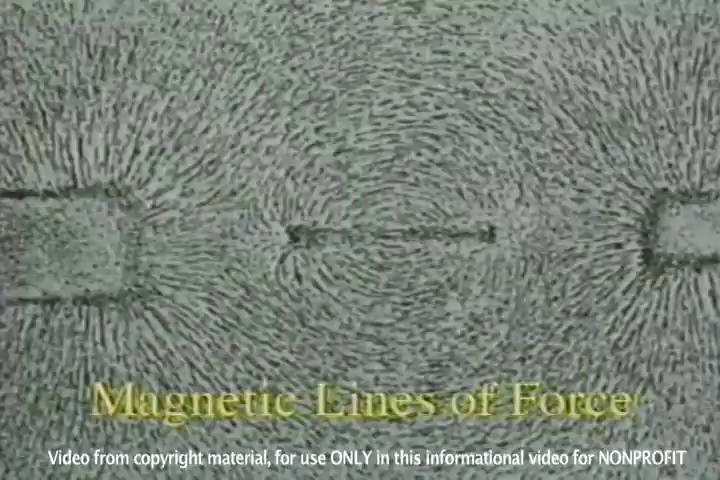 Magnetic Lines of Force
Video from copyright material, for use ONLY in this informational video for NONPROFIT